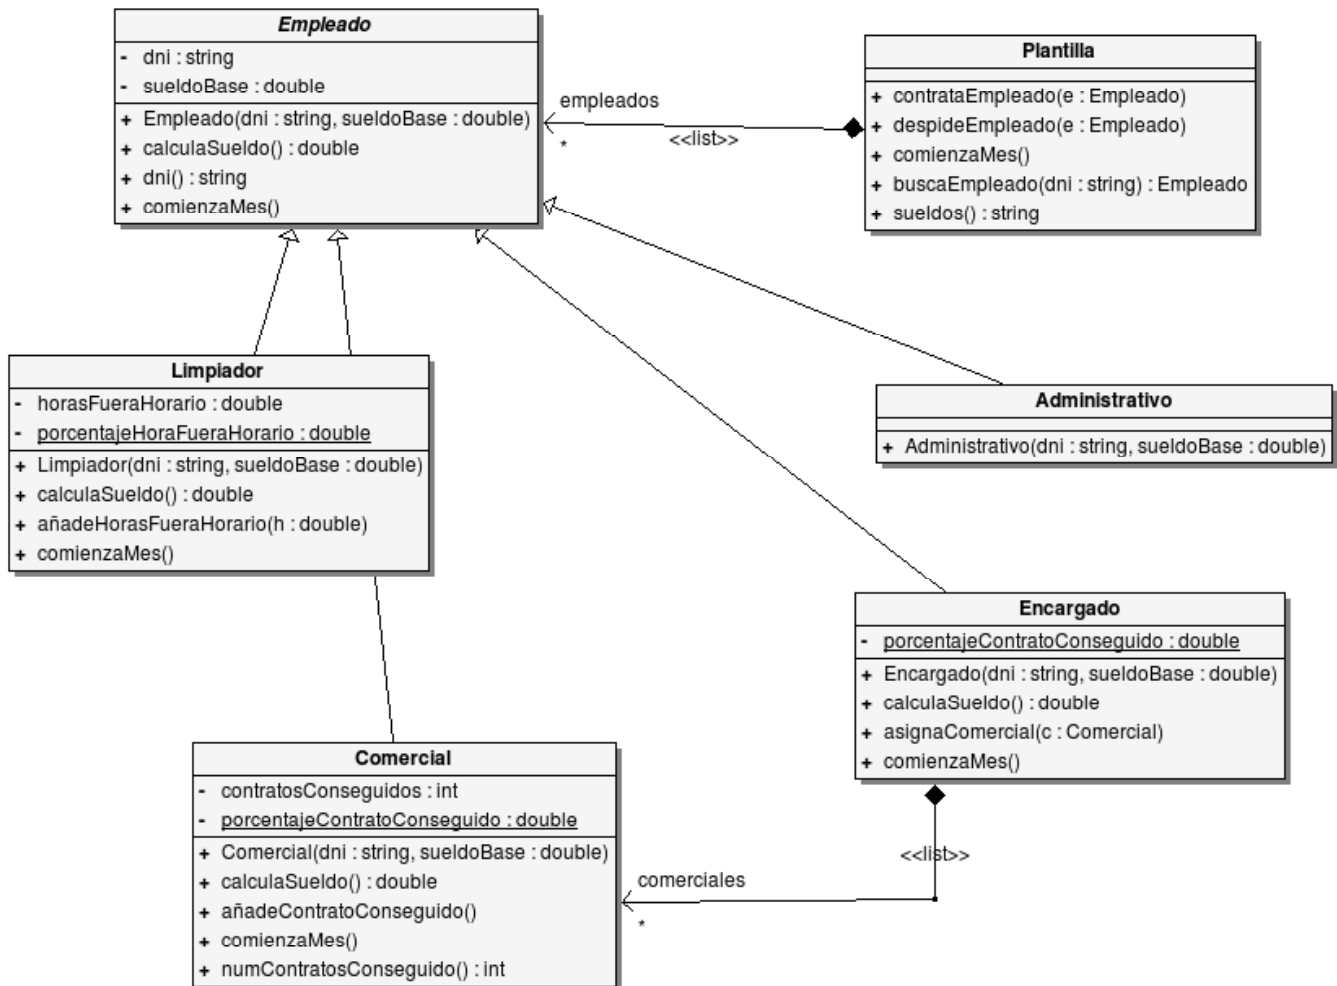 Empleado
- dni : string
- sueldoBase : double
+ Empleado(dni : string, sueldoBase : double)
+ calculaSueldo() : double
+ dni() : string
+ comienzaMes()
Plantilla
+ contrataEmpleado(e : Empleado)
+ despideEmpleado(e : Empleado)
+ comienzaMes()
+ buscaEmpleado(dni : string) : Empleado
+ sueldos() : string
empleados
<<list>>
*
Limpiador
- horasFueraHorario : double
- porcentajeHoraFueraHorario : double
+ Limpiador(dni : string, sueldoBase : double)
+ calculaSueldo() : double
+ añadeHorasFueraHorario(h : double)
+ comienzaMes()
Administrativo
+ Administrativo(dni : string, sueldoBase : double)
Encargado
- porcentajeContratoConseguido : double
+ Encargado(dni : string, sueldoBase : double)
+ calculaSueldo() : double
+ asignaComercial(c : Comercial)
+ comienzaMes()
<<list>>
comerciales
*
Comercial
- contratosConseguidos : int
- porcentajeContratoConseguido : double
+ Comercial(dni : string, sueldoBase : double)
+ calculaSueldo() : double
+ añadeContratoConseguido()
+ comienzaMes()
+ numContratosConseguido() : int